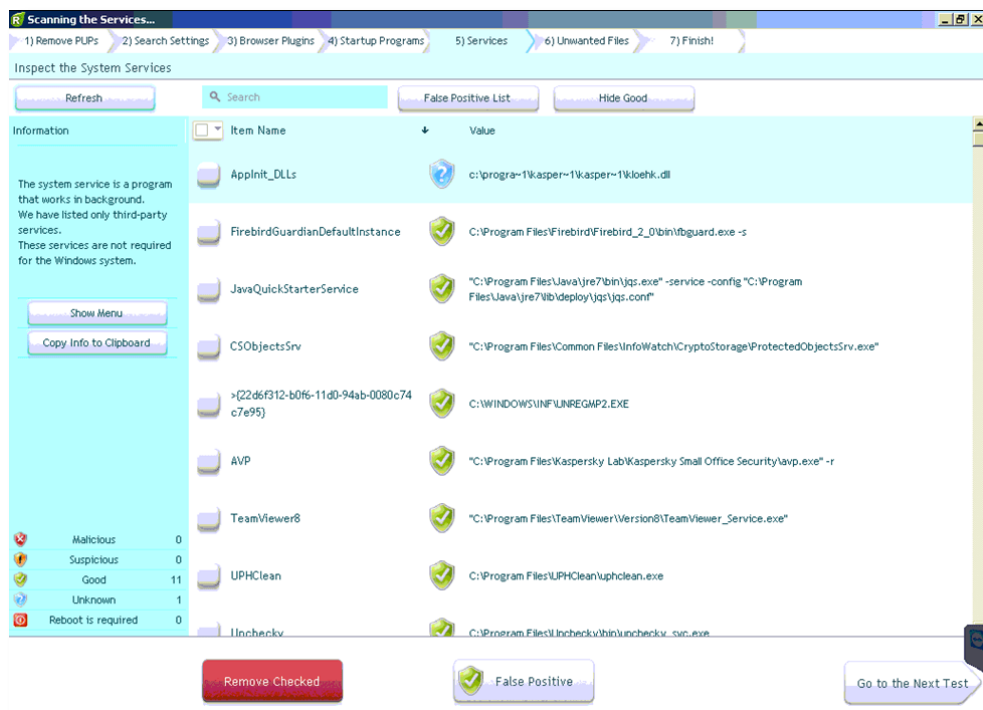 Scanning the Services...
1) Remove PUPs 2) Search Settings 3) Browser Plugins 4) Startup Programs 5) Services 6) Unwanted Files 7) Finish!
Inspect the System Services
Refresh Search False Positive List Hide Good
Information Item Name Value
The system service is a program
that works in background.
We have listed only third-party
services.
These services are not required
for the Windows system.
Show Menu
Copy Info to Clipboard
AppInit_DLLs c:\progra~1\kasper~1\kasper~1\kloehk.dll
FirebirdGuardianDefaultInstance C:\Program Files\Firebird\Firebird_2_0\bin\fbguard.exe -s
JavaQuickStarterService "C:\Program Files\Java\jre7\bin\jqs.exe" -service -config "C:\Program
Files\Java\jre7\lib\deploy\jqs\jqs.conf"
CSObjectsSrv "C:\Program Files\Common Files\InfoWatch\CryptoStorage\ProtectedObjectsSrv.exe"
>{22d6f312-b0f6-11d0-94ab-0080c74
c7e95} C:\WINDOWS\INF\UNREGMP2.EXE
AVP "C:\Program Files\Kaspersky Lab\Kaspersky Small Office Security\avp.exe" -r
TeamViewer8 "C:\Program Files\TeamViewer\Version8\TeamViewer_Service.exe"
UPHClean C:\Program Files\UPHClean\uphclean.exe
Unchecky C:\Program Files\Unchecky\bin\unchecky_svc.exe
Malicious 0
Suspicious 0
Good 11
Unknown 1
Reboot is required 0
Remove Checked False Positive Go to the Next Test